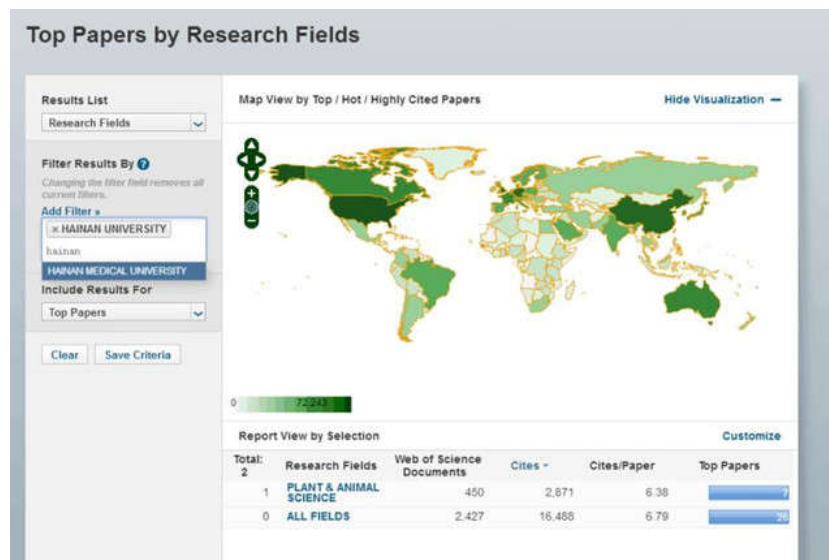 Top Papers by Research Fields
Results List
Research Fields
Filter Results By ?
Changing the filter field removes all
current filters.
Add Filter »
× HAINAN UNIVERSITY
hainan
HAINAN MEDICAL UNIVERSITY
Include Results For
Top Papers
Clear
Save Criteria
Map View by Top / Hot / Highly Cited Papers
Hide Visualization —
+
−
0
72,243
Report View by Selection
Customize
Total:
2
Research Fields
Web of Science
Documents
Cites
Cites/Paper
Top Papers
1
PLANT & ANIMAL
SCIENCE
450
2,871
6.38
7
0
ALL FIELDS
2,427
16,488
6.79
26